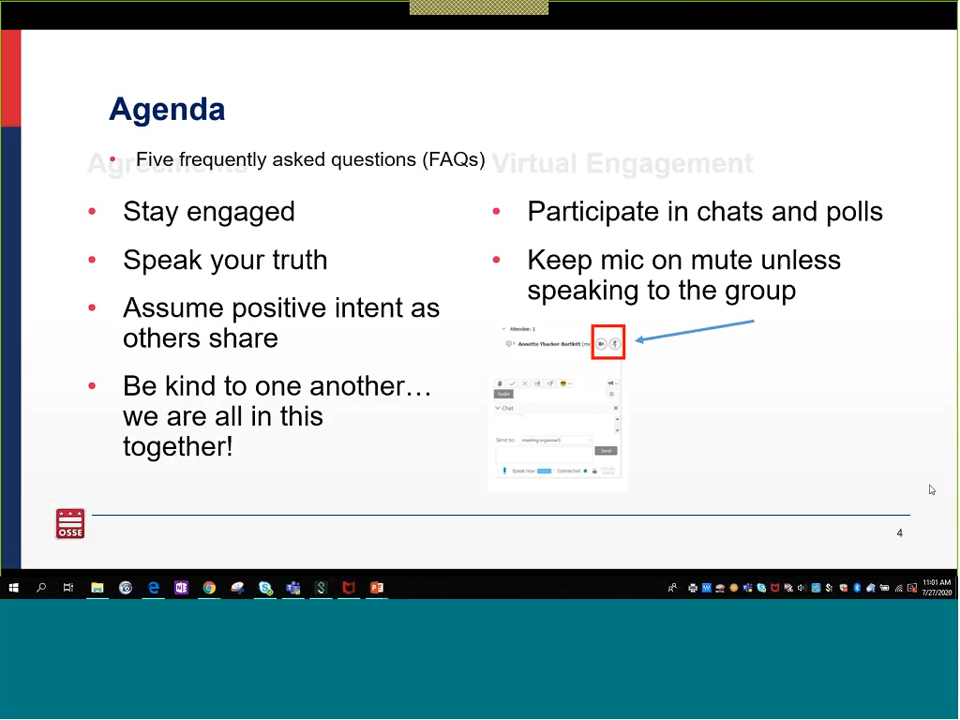 Agenda
Five frequently asked questions (FAQs)
Agreements
Virtual Engagement
Stay engaged
Speak your truth
Assume positive intent as
others share
Be kind to one another…
we are all in this
together!
Participate in chats and polls
Keep mic on mute unless
speaking to the group
Attendee: 1
Annette Thacker-Bartlett (me
Audio
Chat
Send to:
Send
Speak now
Connected
OSSE
4
11:01 AM
7/27/2020